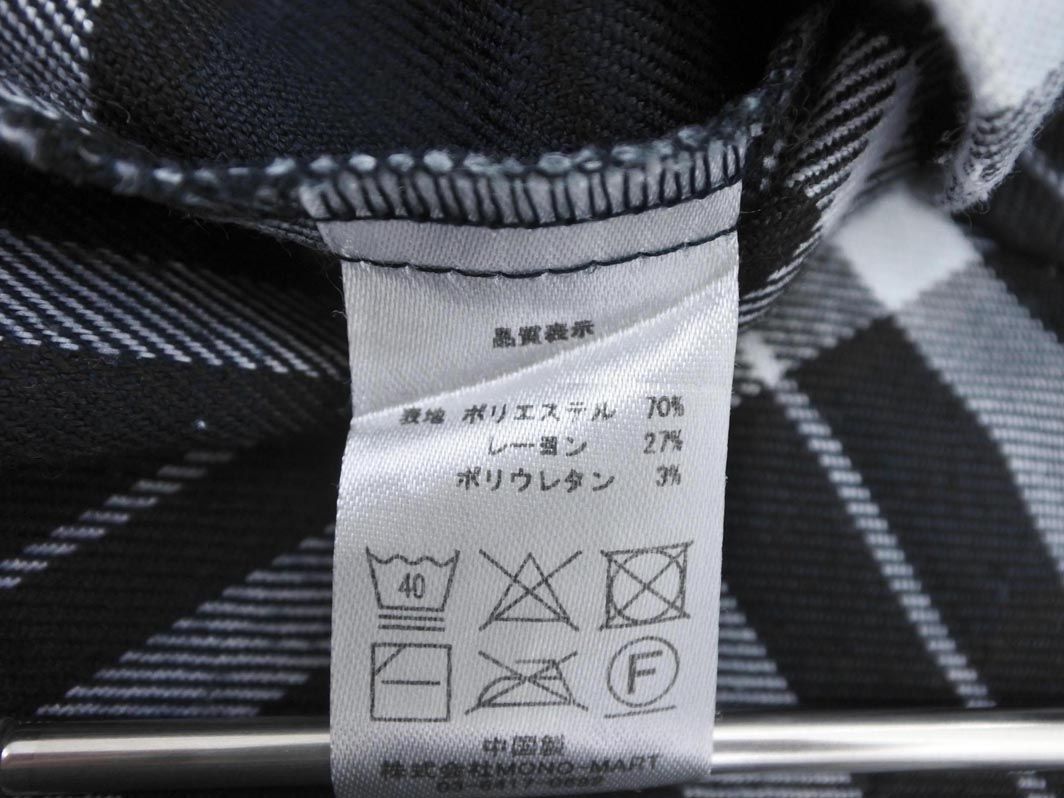 品質表示
表地 ポリエステル 70%
レーヨン 27%
ポリウレタン 3%
40
F
中国製
株式会社MONO-MART